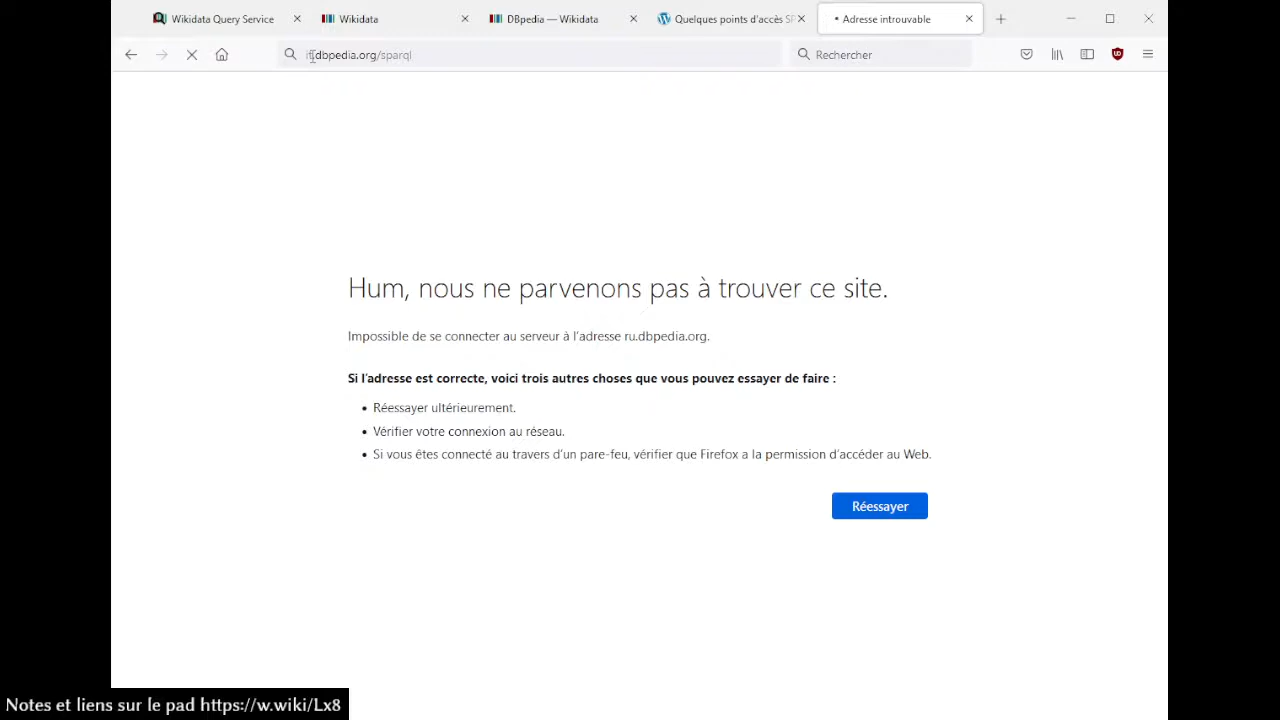 Wikidata Query Service
Wikidata
DBpedia — Wikidata
Quelques points d'accès SP
Adresse introuvable
dbpedia.org/sparql
Rechercher
Hum, nous ne parvenons pas à trouver ce site.
Impossible de se connecter au serveur à l'adresse ru.dbpedia.org.
Si l'adresse est correcte, voici trois autres choses que vous pouvez essayer de faire :
• Réessayer ultérieurement.
• Vérifier votre connexion au réseau.
• Si vous êtes connecté au travers d'un pare-feu, vérifier que Firefox a la permission d'accéder au Web.
Réessayer
Notes et liens sur le pad https://w.wiki/Lx8